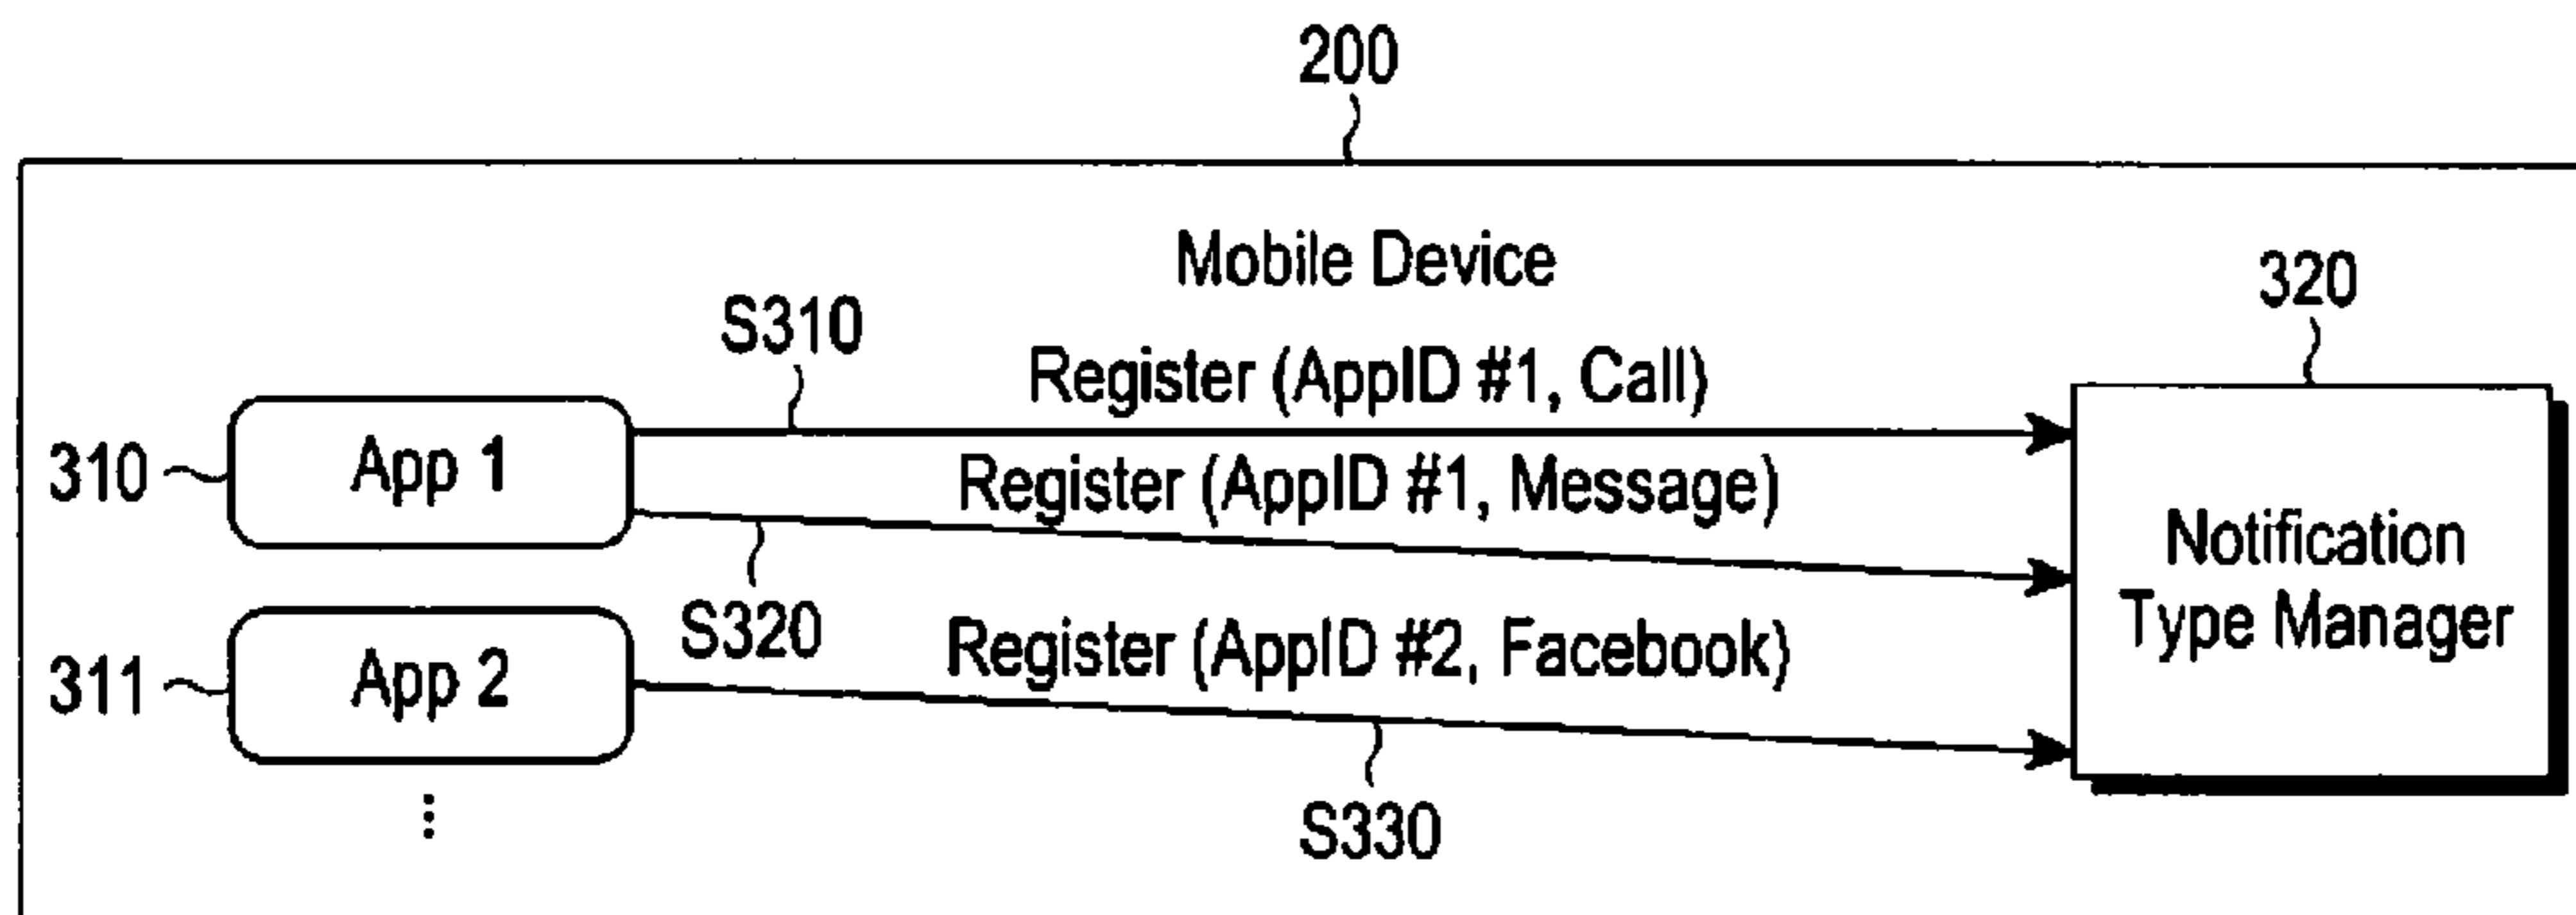 200
Mobile Device
320
S310
Register (AppID #1, Call)
310
App 1
Register (AppID #1, Message)
Notification
Type Manager
S320
Register (AppID #2, Facebook)
311
App 2
S330